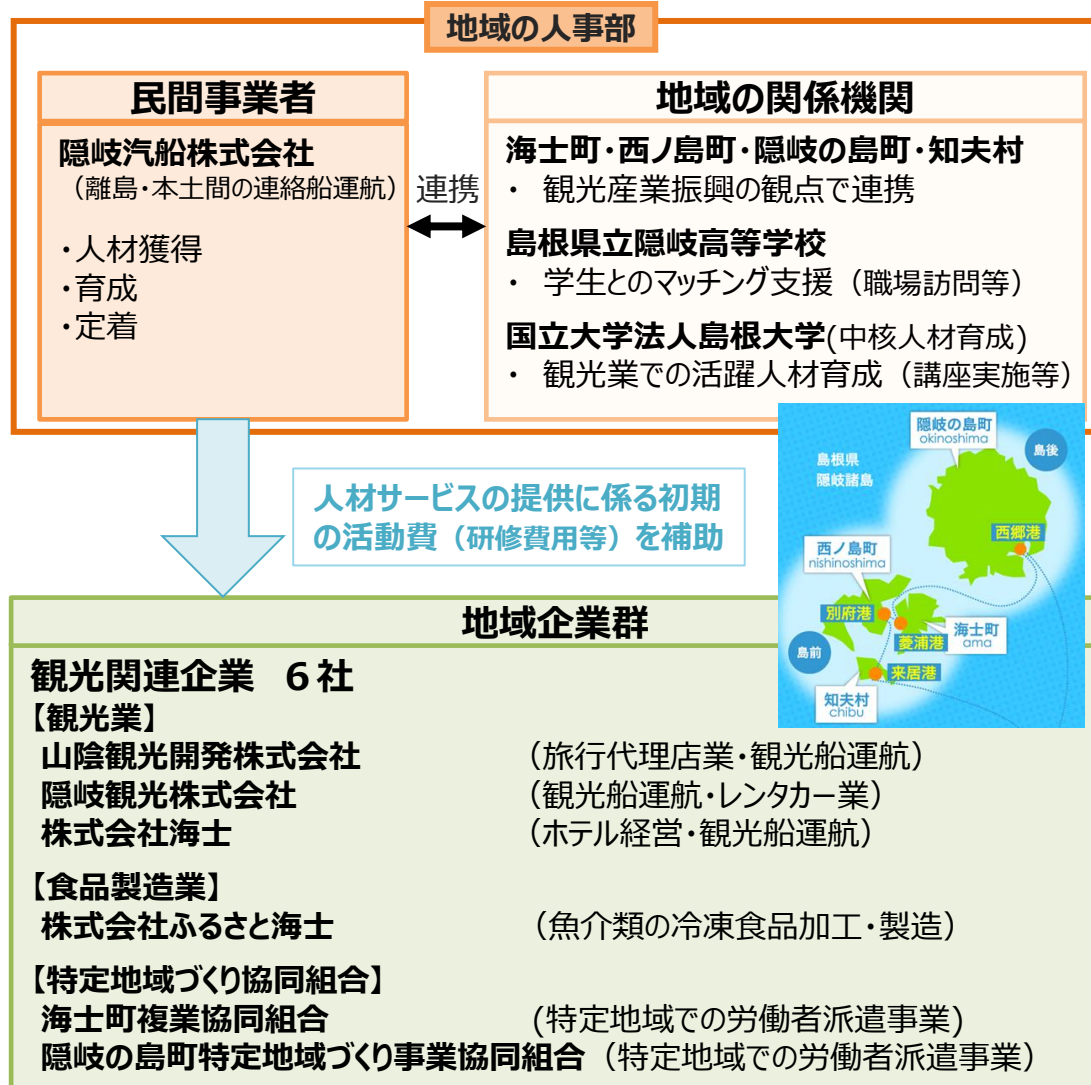 地域の人事部
民間事業者
隠岐汽船株式会社
（離島・本土間の連絡船運航）
・人材獲得
・育成
・定着
連携
地域の関係機関
海士町・西ノ島町・隠岐の島町・知夫村
・ 観光産業振興の観点で連携
島根県立隠岐高等学校
・ 学生とのマッチング支援（職場訪問等）
国立大学法人島根大学(中核人材育成)
・ 観光業での活躍人材育成（講座実施等）
人材サービスの提供に係る初期
の活動費（研修費用等）を補助
島根県
隠岐諸島
隠岐の島町
okinoshima
島後
西郷港
西ノ島町
nishinoshima
別府港
菱浦港
海士町
ama
島前
来居港
知夫村
chibu
地域企業群
観光関連企業 ６社
【観光業】
山陰観光開発株式会社 （旅行代理店業・観光船運航）
隠岐観光株式会社 （観光船運航・レンタカー業）
株式会社海士 （ホテル経営・観光船運航）
【食品製造業】
株式会社ふるさと海士 （魚介類の冷凍食品加工・製造）
【特定地域づくり協同組合】
海士町複業協同組合 (特定地域での労働者派遣事業)
隠岐の島町特定地域づくり事業協同組合（特定地域での労働者派遣事業）